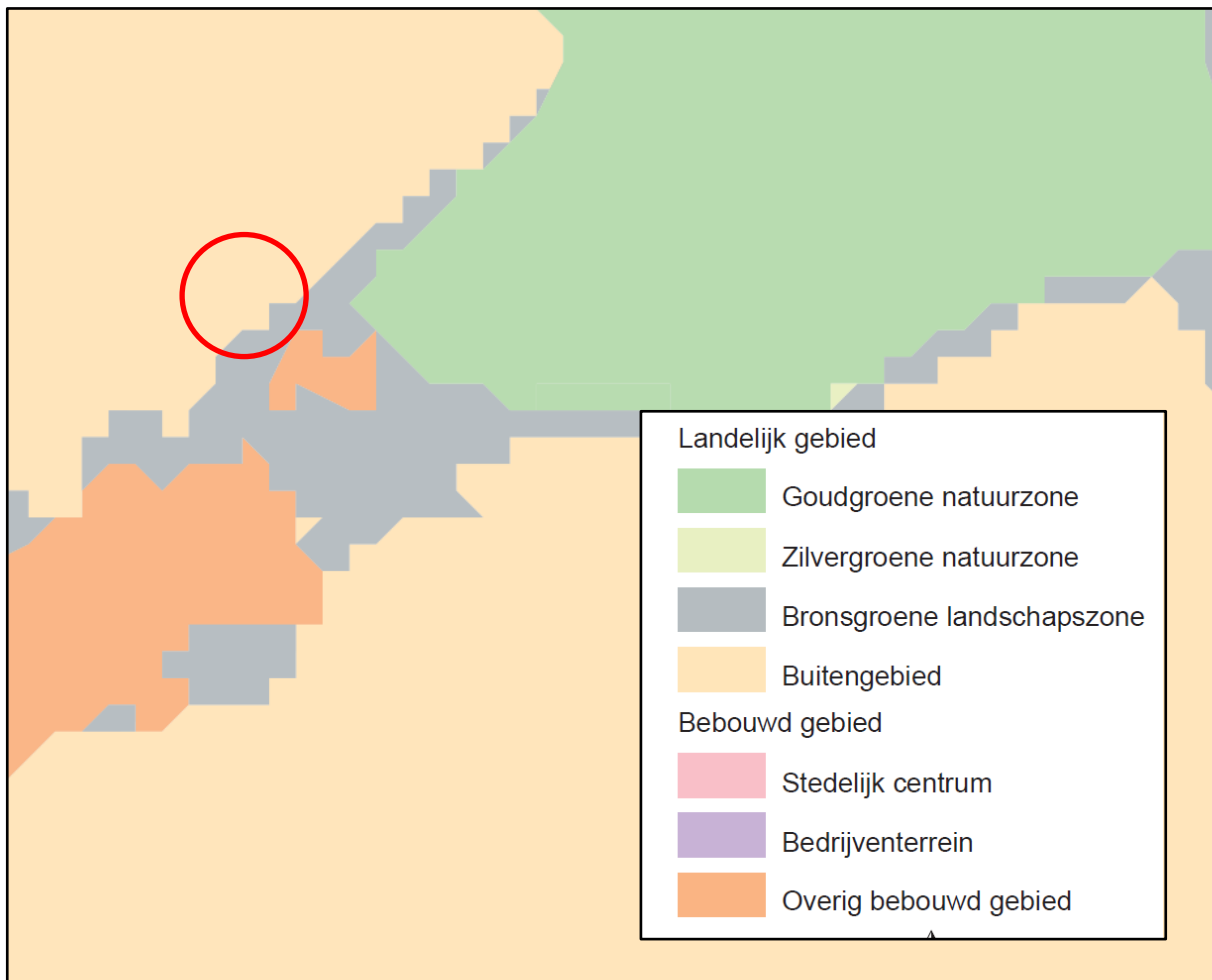 Landelijk gebied
Goudgroene natuurzone
Zilvergroene natuurzone
Bronsgroene landschapszone
Buitengebied
Bebouwd gebied
Stedelijk centrum
Bedrijventerrein
Overig bebouwd gebied